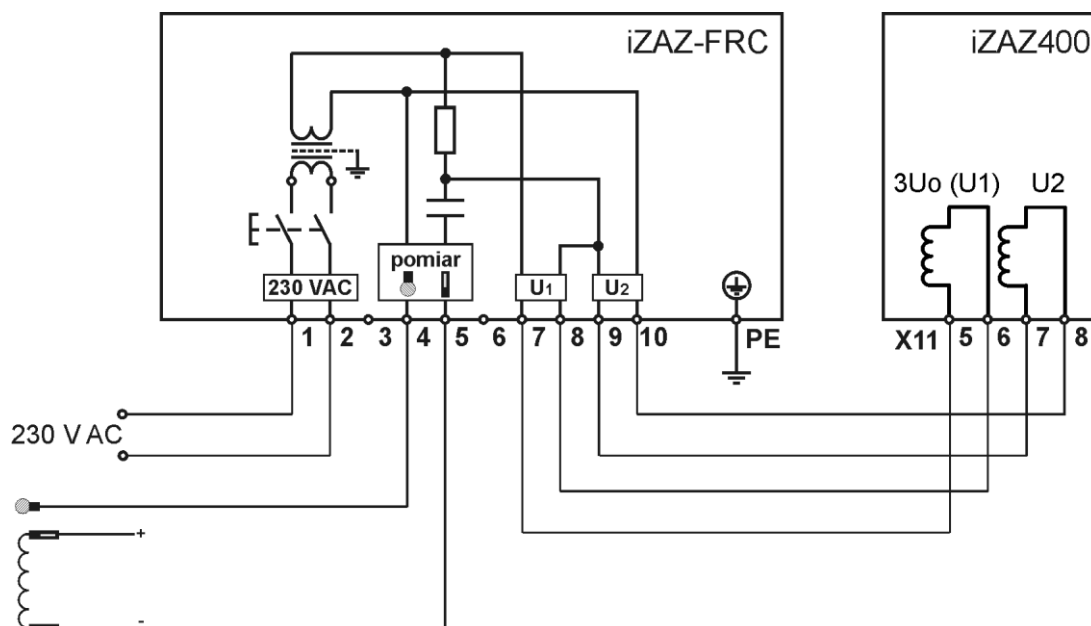 iZAZ-FRC
iZAZ400
3Uo (U1) U2
pomiar
230 VAC
U1
U2
1 2 3 4 5 6 7 8 9 10 PE
X11 5 6 7 8
230 V AC
+
-